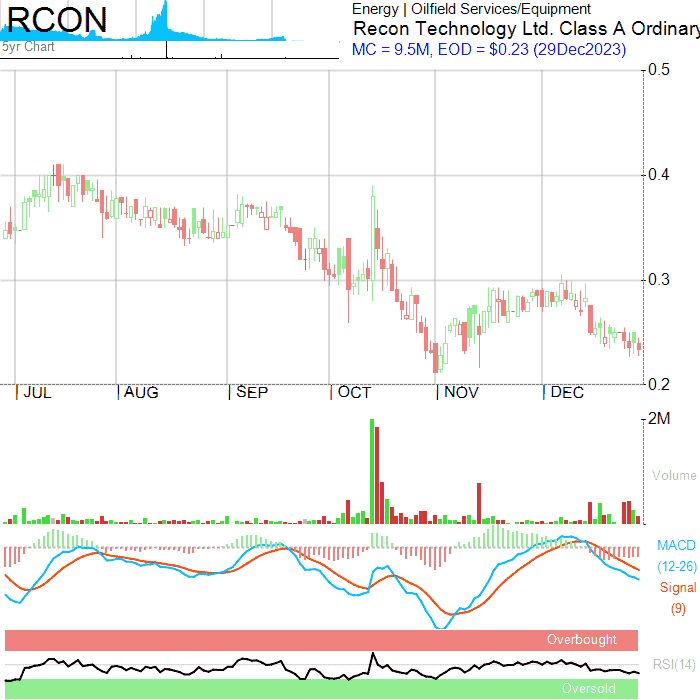 RCON
5yr Chart
Energy | Oilfield Services/Equipment
Recon Technology Ltd. Class A Ordinary
MC = 9.5M, EOD = $0.23 (29Dec2023)
0.5
0.4
0.3
0.2
JUL AUG SEP OCT NOV DEC
2M
Volume
MACD
(12-26)
Signal
(9)
Overbought
RSI(14)
Oversold